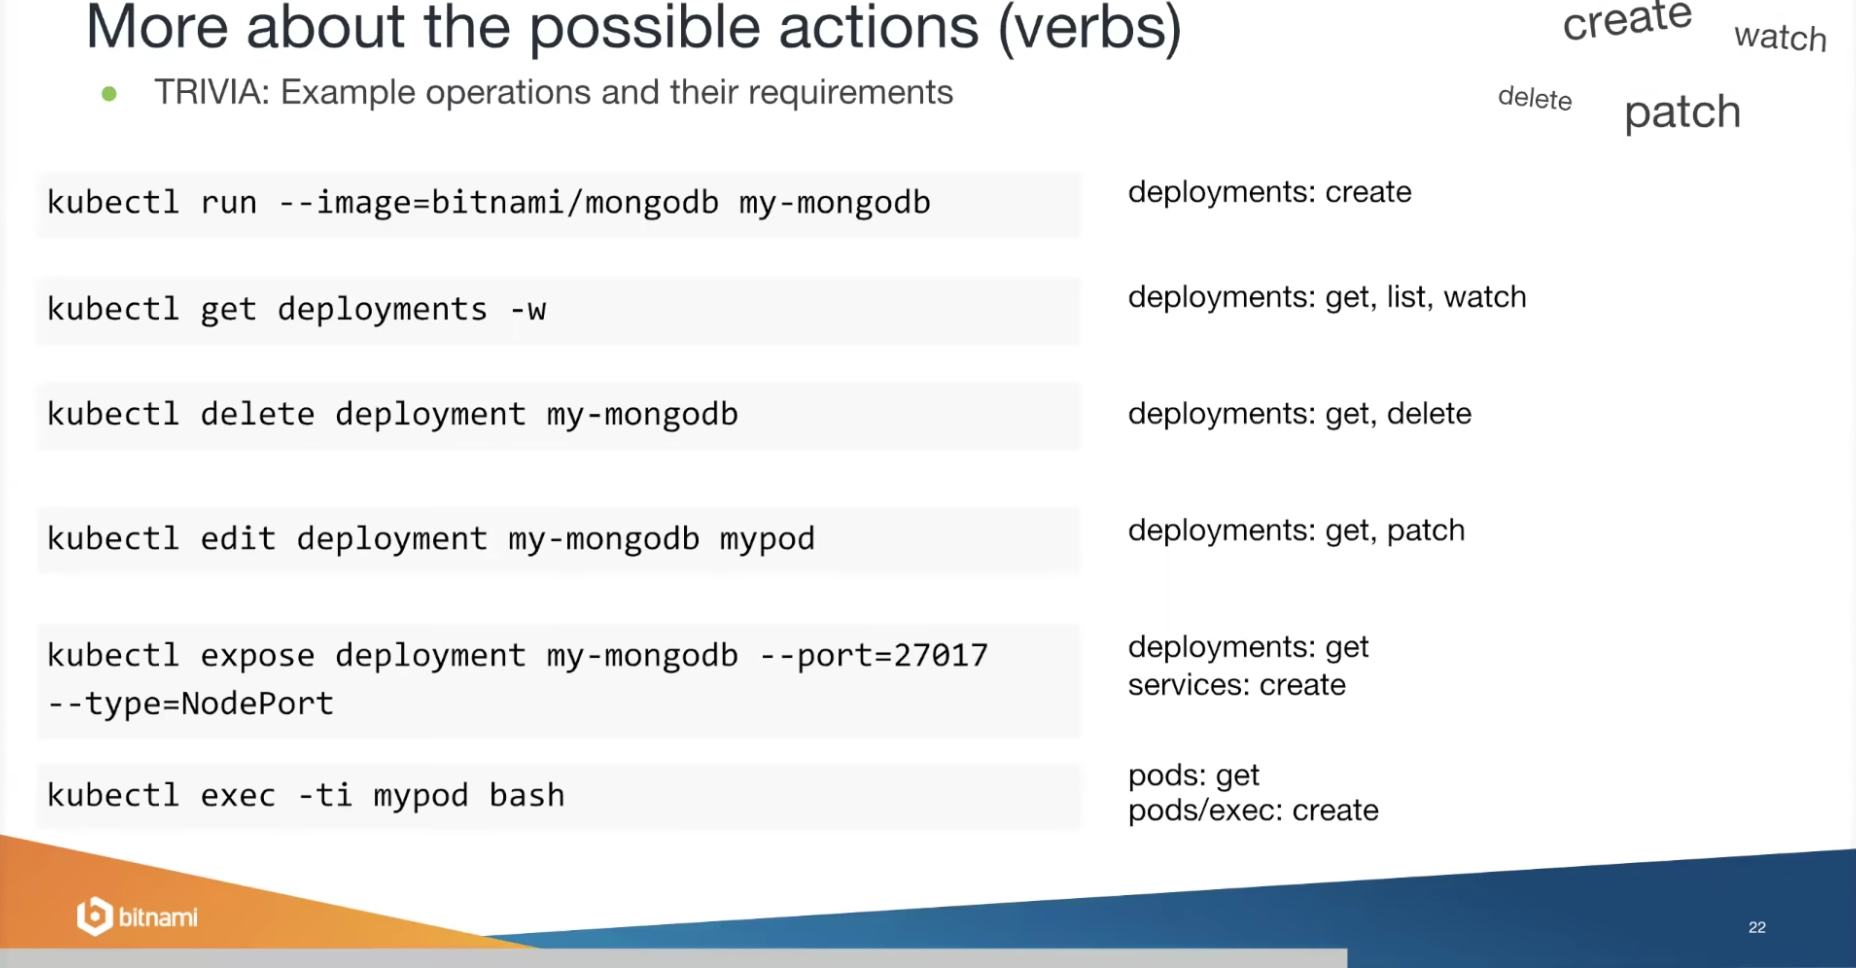 More about the possible actions (verbs)
create
watch
delete
patch
TRIVIA: Example operations and their requirements
kubectl run --image=bitnami/mongodb my-mongodb
deployments: create
kubectl get deployments -w
deployments: get, list, watch
kubectl delete deployment my-mongodb
deployments: get, delete
kubectl edit deployment my-mongodb mypod
deployments: get, patch
kubectl expose deployment my-mongodb --port=27017
--type=NodePort
deployments: get
services: create
kubectl exec -ti mypod bash
pods: get
pods/exec: create
bitnami
22